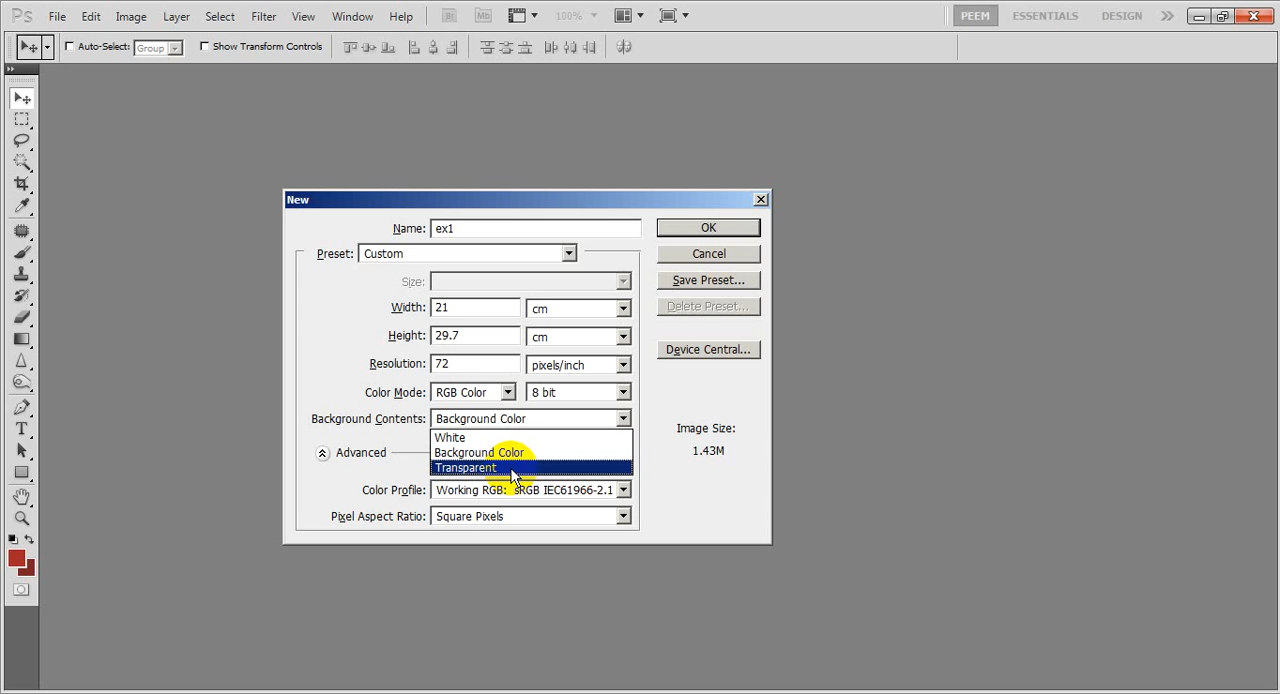 Ps File Edit Image Layer Select Filter View Window Help Br Mb 100% PEEM ESSENTIALS DESIGN
Auto-Select: Group Show Transform Controls
New
Name: ex1 OK
Preset: Custom Cancel
Size: Save Preset...
Width: 21 cm Delete Preset...
Height: 29.7 cm Device Central...
Resolution: 72 pixels/inch
Color Mode: RGB Color 8 bit
Background Contents: Background Color Image Size:
White
Background Color 1.43M
Advanced
Transparent
Color Profile: Working RGB: sRGB IEC61966-2.1
Pixel Aspect Ratio: Square Pixels
T